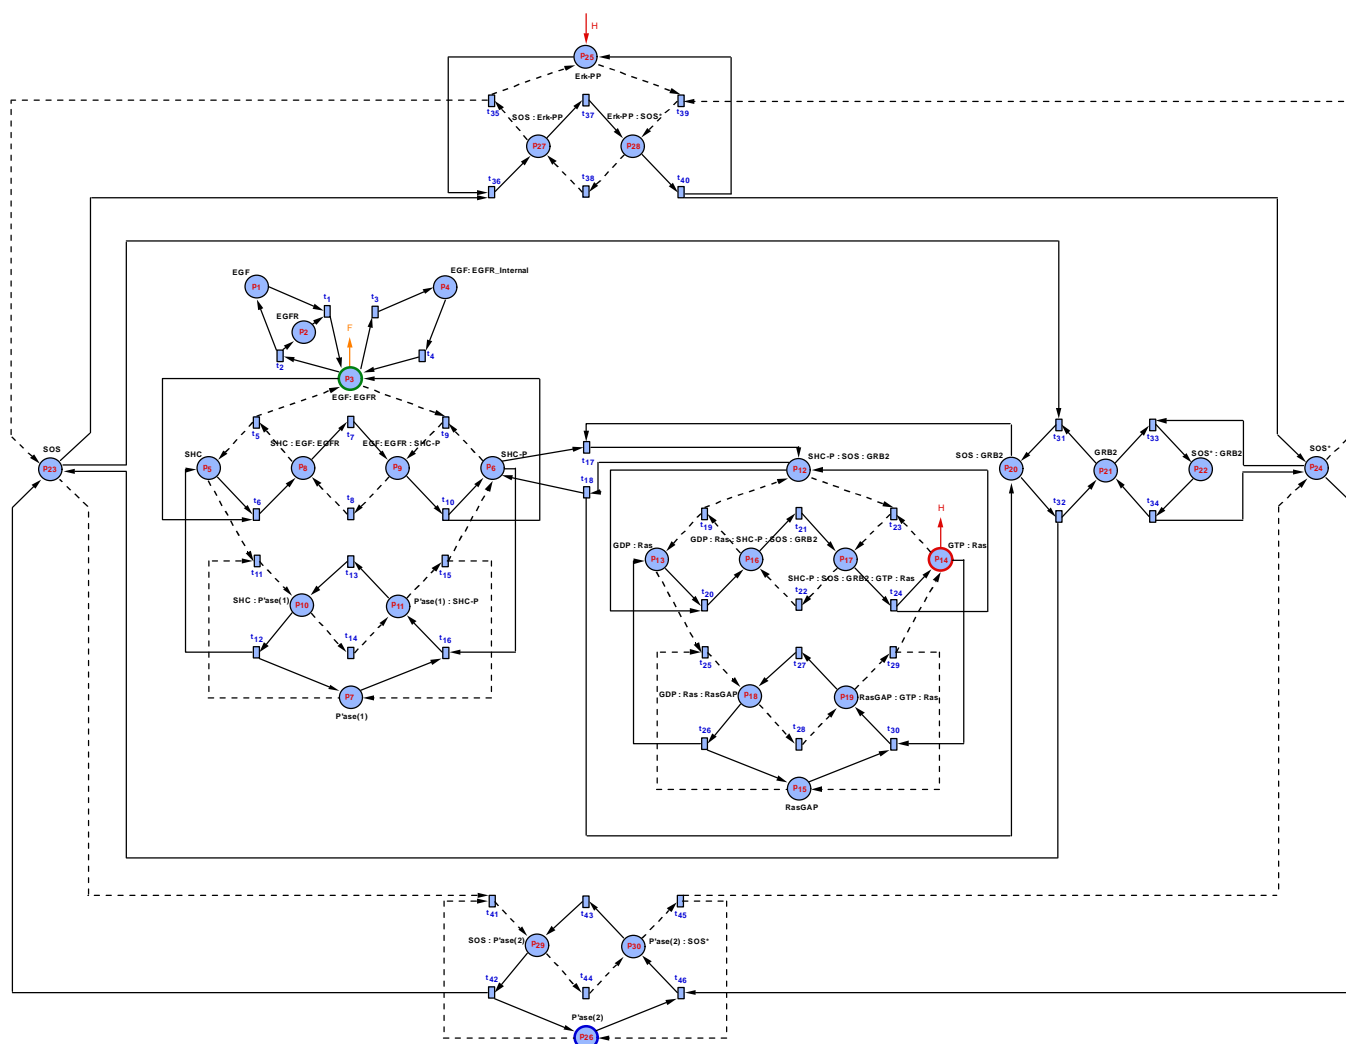 H
P25
Erk-PP
t35
t37
t39
SOS : Erk-PP
Erk-PP : SOS*
P27
P28
t36
t38
t40
EGF
EGF: EGFR_Internal
P1
P4
t1
t3
EGFR
P2
F
t2
t4
P3
EGF: EGFR
t5
t7
t9
SOS
SHC
SHC : EGF: EGFR
EGF: EGFR : SHC-P
SHC-P
P23
P5
P8
P9
P6
t6
t8
t10
t17
t18
SHC-P : SOS : GRB2
P12
SOS : GRB2
P20
t31
t33
GRB2
P21
SOS* : GRB2
P22
SOS*
P24
t32
t34
t19
t21
t23
H
GDP : Ras
GDP : Ras : SHC-P : SOS : GRB2
GTP : Ras
P13
P16
P17
P14
SHC-P : SOS : GRB2 : GTP : Ras
t20
t22
t24
t11
t13
t15
SHC : P'ase(1)
P10
P11
P'ase(1) : SHC-P
t12
t14
t16
P7
P'ase(1)
t25
t27
t29
GDP : Ras : RasGAP
P18
P19
RasGAP : GTP : Ras
t26
t28
t30
P15
RasGAP
t41
t43
t45
SOS : P'ase(2)
P29
P30
P'ase(2) : SOS*
t42
t44
t46
P'ase(2)
P26